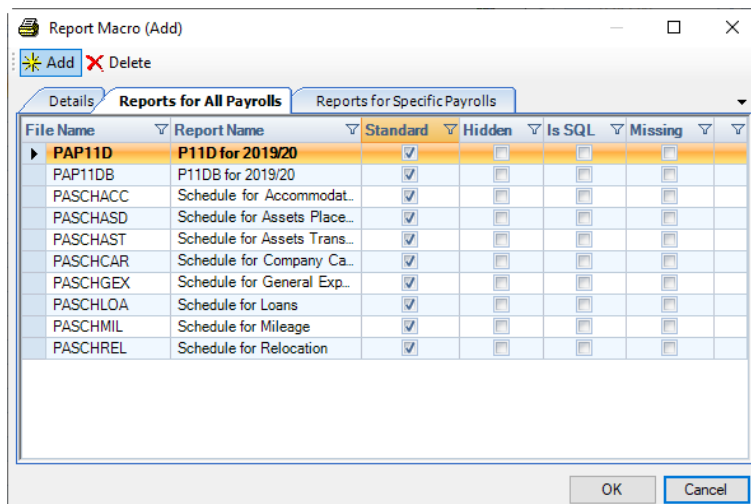 Report Macro (Add)
Add Delete
Details Reports for All Payrolls Reports for Specific Payrolls
File Name Report Name Standard Hidden Is SQL Missing
PAP11D P11D for 2019/20
PAP11DB P11DB for 2019/20
PASCHACC Schedule for Accommodat...
PASCHASD Schedule for Assets Place...
PASCHAST Schedule for Assets Trans...
PASCHCAR Schedule for Company Ca...
PASCHGEX Schedule for General Exp...
PASCHLOA Schedule for Loans
PASCHMIL Schedule for Mileage
PASCHREL Schedule for Relocation
OK Cancel